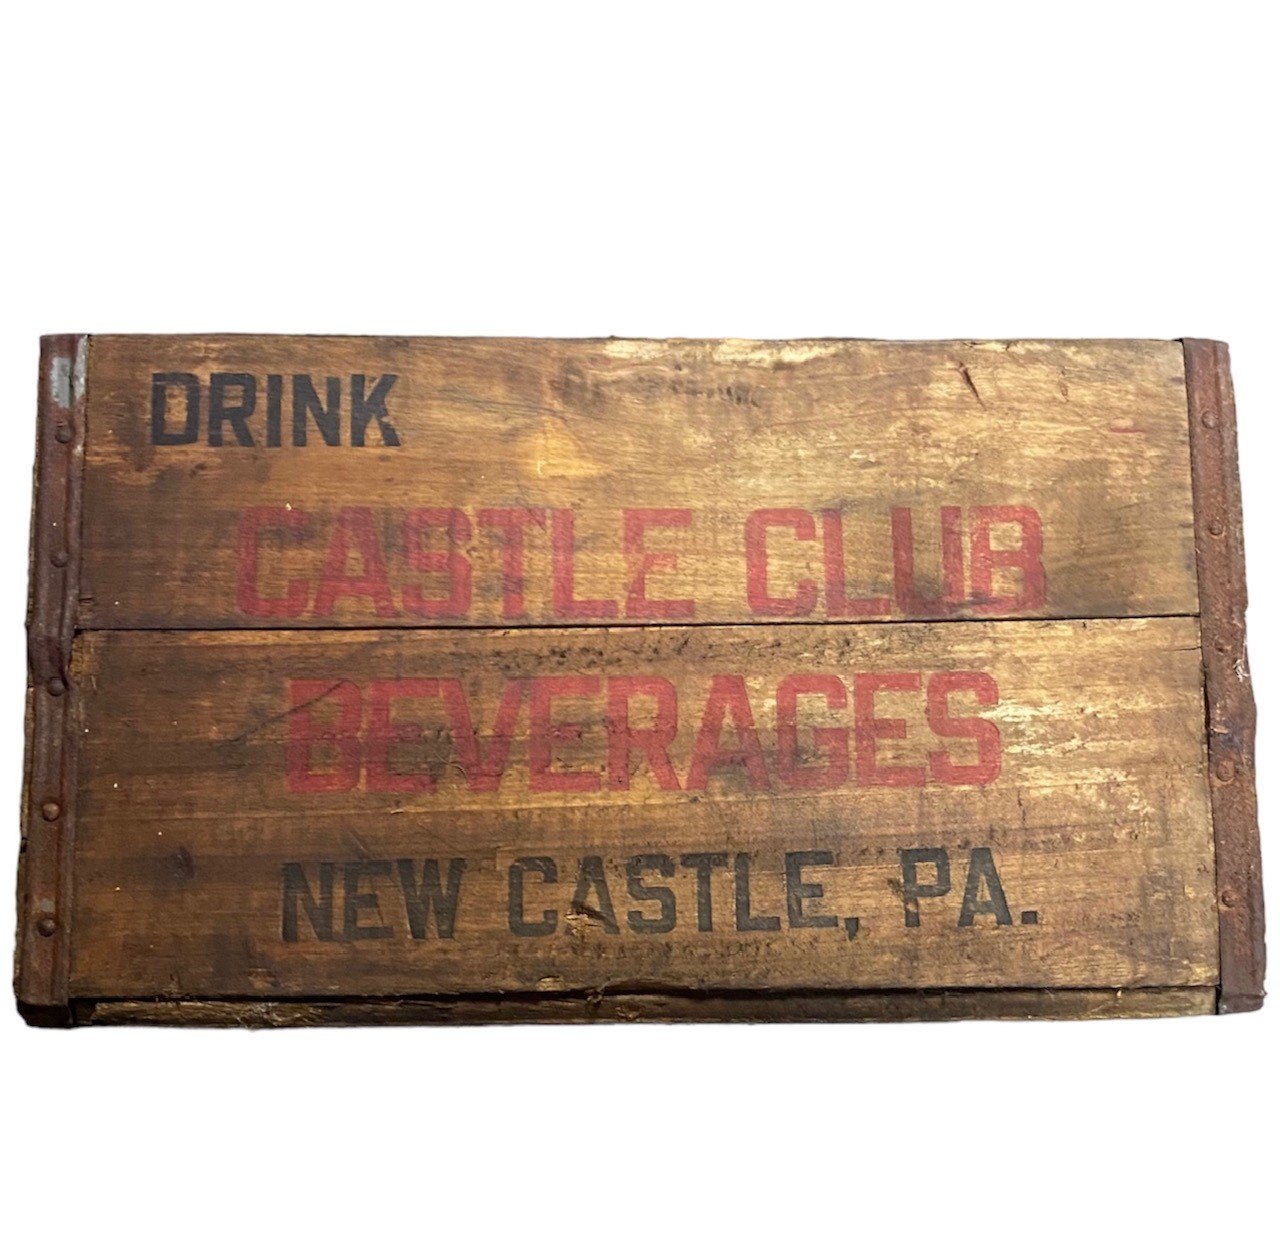 DRINK
CASTLE CLUB
BEVERAGES
NEW CASTLE, PA.